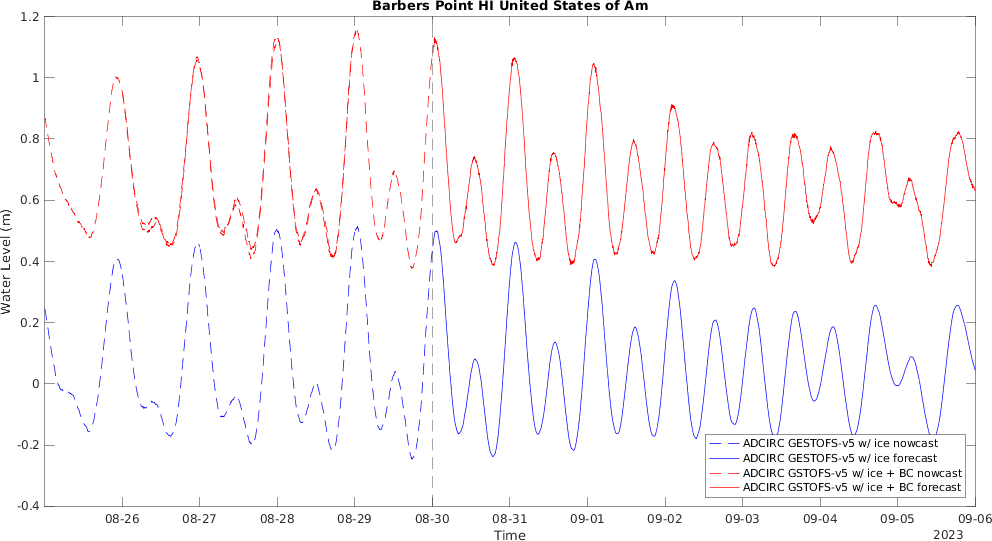 Barbers Point HI United States of Am
Water Level (m)
1.2
1
0.8
0.6
0.4
0.2
0
-0.2
-0.4
ADCIRC GESTOFS-v5 w/ ice nowcast
ADCIRC GESTOFS-v5 w/ ice forecast
ADCIRC GSTOFS-v5 w/ ice + BC nowcast
ADCIRC GSTOFS-v5 w/ ice + BC forecast
08-26 08-27 08-28 08-29 08-30 08-31 09-01 09-02 09-03 09-04 09-05 09-06
Time
2023